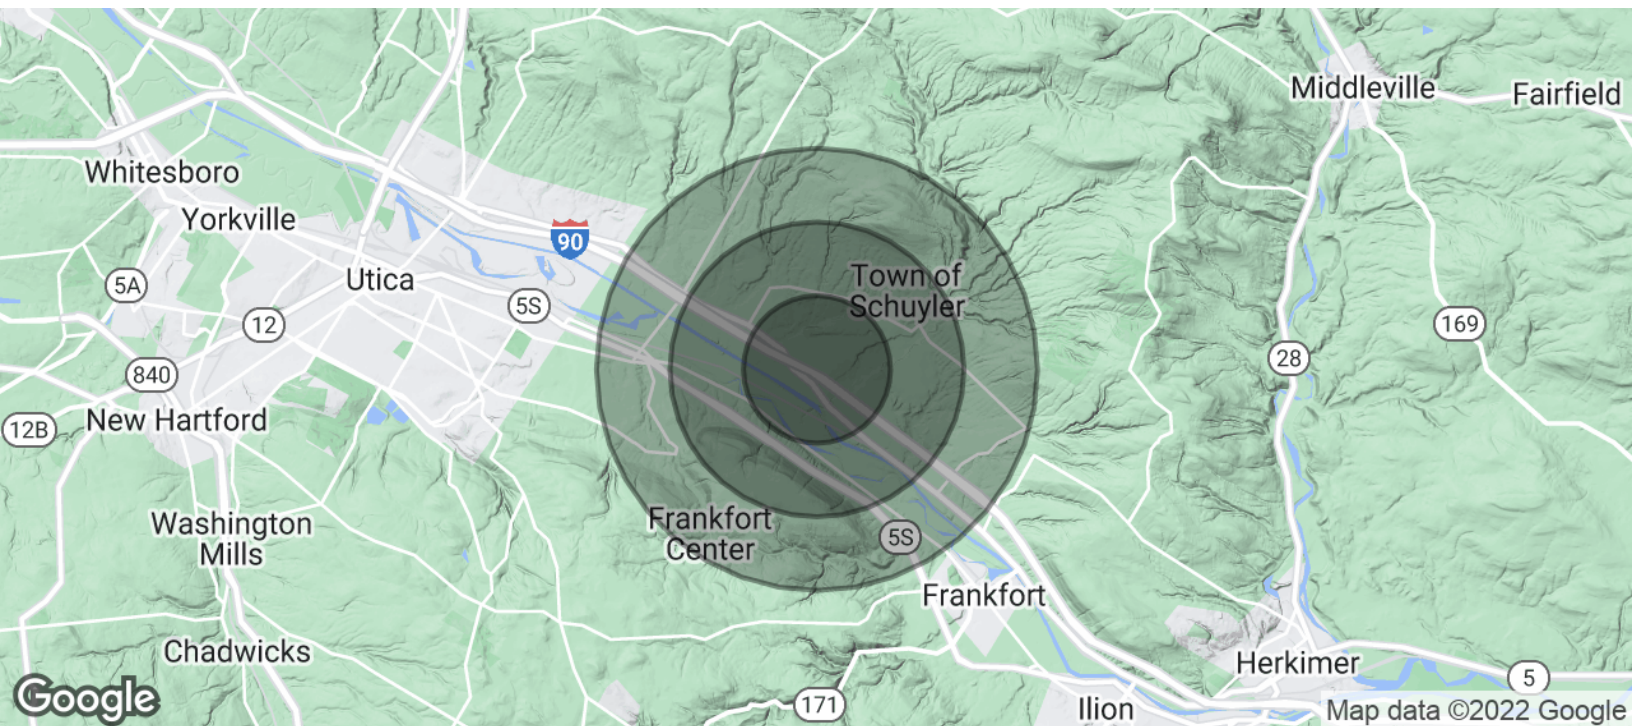 Middleville
Fairfield
Whitesboro
Yorkville
90
Town of
Schuyler
Utica
5A
5S
12
169
28
840
New Hartford
12B
Washington
Mills
Frankfort
Center
5S
Frankfort
Chadwicks
Herkimer
5
Google
171
Ilion
Map data ©2022 Google